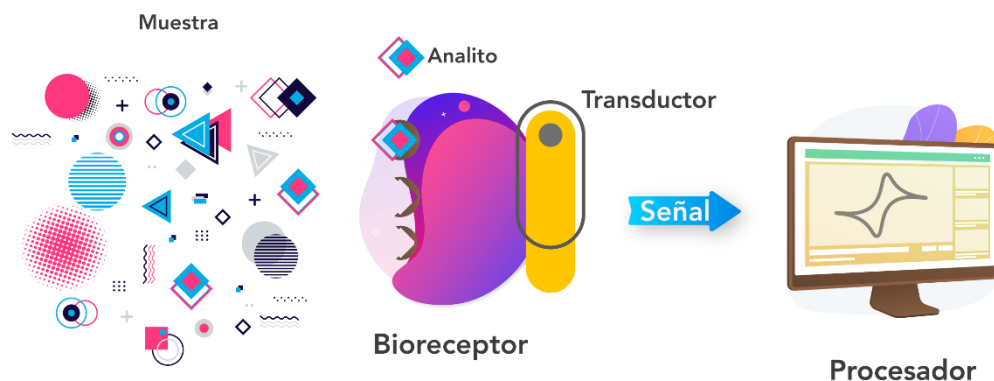 Muestra
Analito
Transductor
Señal
Bioreceptor
Procesador